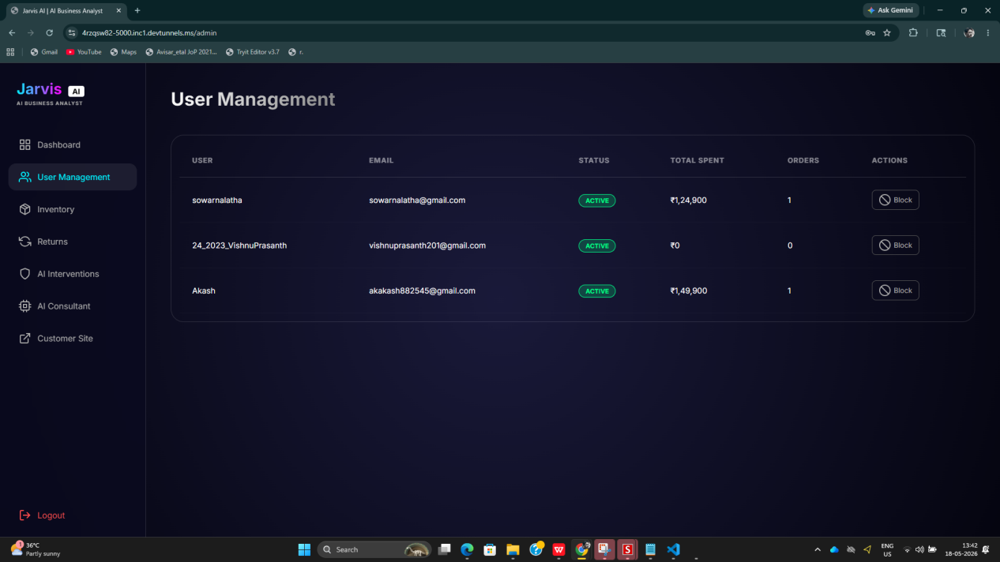 Jarvis AI | AI Business Analyst
Ask Gemini
4rzqsw82-5000.inc1.devtunnels.ms/admin
Gmail YouTube Maps Avisar_etal JoP 2021... Tryit Editor v3.7 r.
Jarvis AI
AI BUSINESS ANALYST
Dashboard
User Management
Inventory
Returns
AI Interventions
AI Consultant
Customer Site
Logout
User Management
USER EMAIL STATUS TOTAL SPENT ORDERS ACTIONS
sowarnalatha sowarnalatha@gmail.com ACTIVE ₹1,24,900 1 Block
24_2023_VishnuPrasanth vishnuprasanth201@gmail.com ACTIVE ₹0 0 Block
Akash akakash882545@gmail.com ACTIVE ₹1,49,900 1 Block
1
36°C
Partly sunny
Search
ENG
US
13:42
18-05-2026